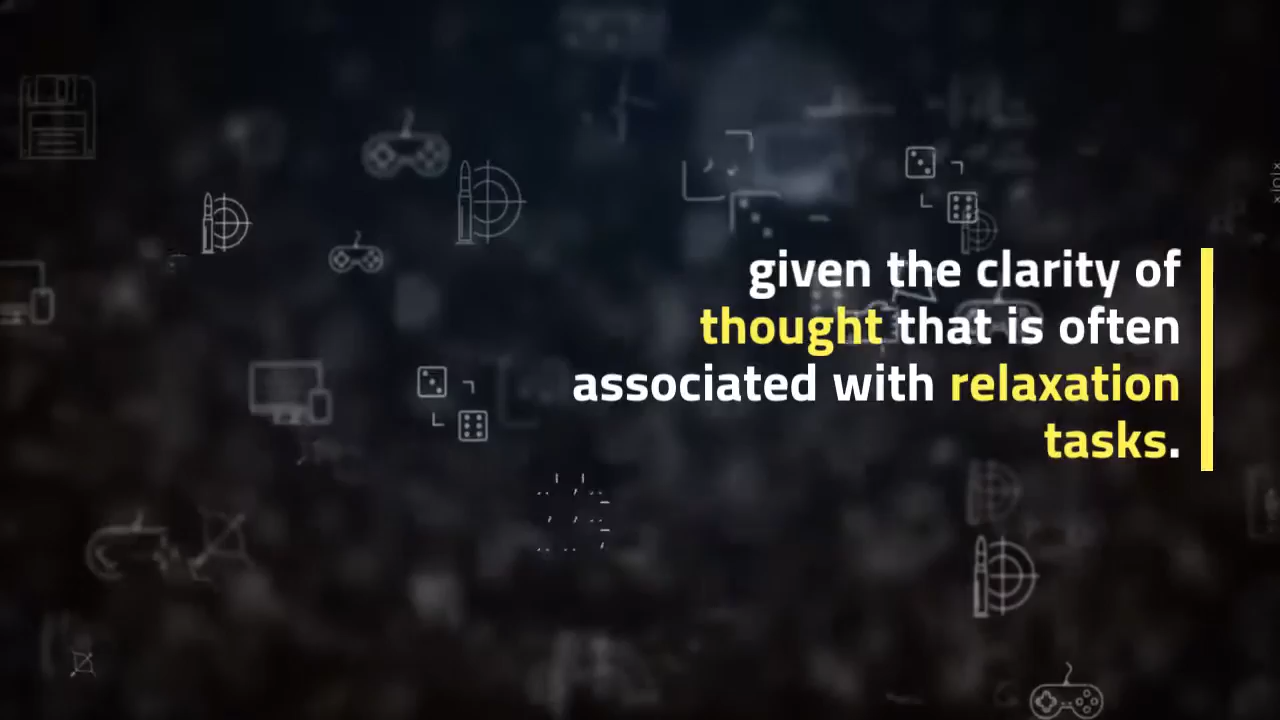 given the clarity of
thought that is often
associated with relaxation
tasks.